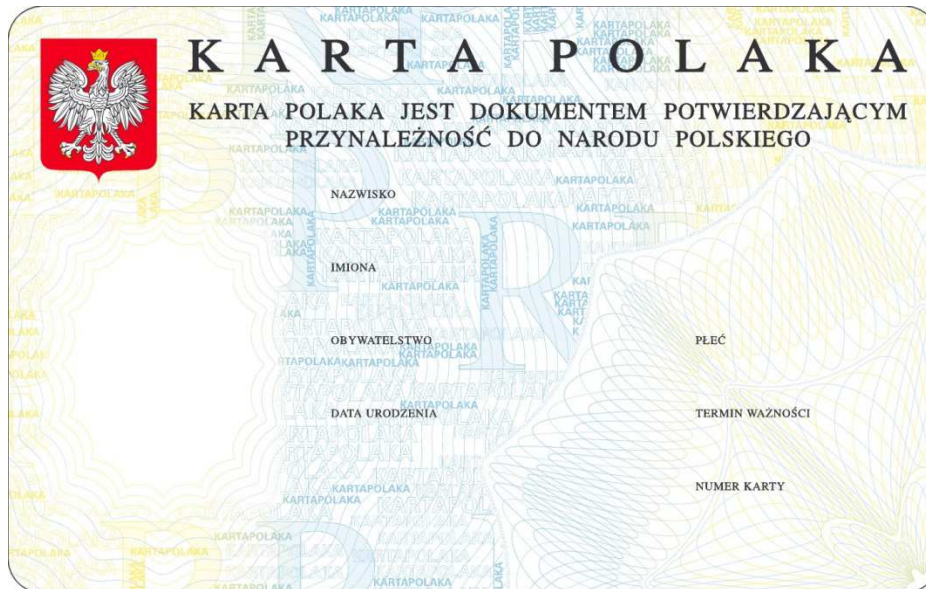 KARTA POLAKA
KARTA POLAKA JEST DOKUMENTEM POTWIERDZAJĄCYM
PRZYNALEŻNOŚĆ DO NARODU POLSKIEGO
NAZWISKO
IMIONA
OBYWATELSTWO
PŁEĆ
DATA URODZENIA
TERMIN WAŻNOŚCI
NUMER KARTY